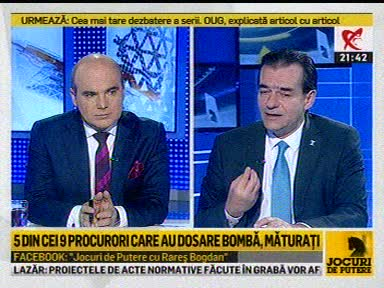 URMEAZĂ: Cea mai tare dezbatere a serii. OUG, explicată articol cu articol
21:42
5 DIN CEI 9 PROCURORI CARE AU DOSARE BOMBĂ, MĂTURAȚI
FACEBOOK: "Jocuri de Putere cu Rareș Bogdan"
JOCURI
DE PUTERE
LAZĂR: PROIECTELE DE ACTE NORMATIVE FĂCUTE ÎN GRABĂ VOR AF